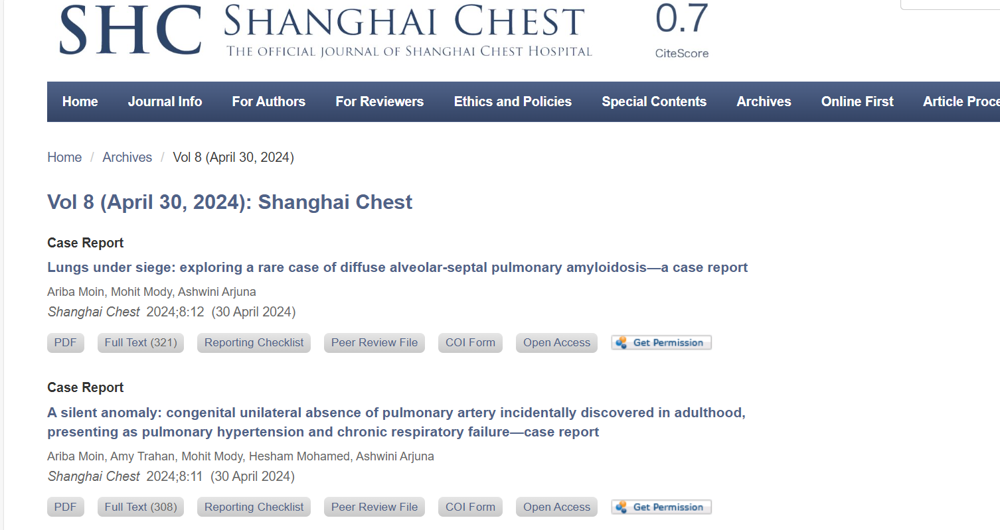 SHC SHANGHAI CHEST 0.7
THE OFFICIAL JOURNAL OF SHANGHAI CHEST HOSPITAL CiteScore
Home Journal Info For Authors For Reviewers Ethics and Policies Special Contents Archives Online First Article Proce
Home / Archives / Vol 8 (April 30, 2024)
Vol 8 (April 30, 2024): Shanghai Chest
Case Report
Lungs under siege: exploring a rare case of diffuse alveolar-septal pulmonary amyloidosis—a case report
Ariba Moin, Mohit Mody, Ashwini Arjuna
Shanghai Chest 2024;8:12 (30 April 2024)
PDF Full Text (321) Reporting Checklist Peer Review File COI Form Open Access Get Permission
Case Report
A silent anomaly: congenital unilateral absence of pulmonary artery incidentally discovered in adulthood,
presenting as pulmonary hypertension and chronic respiratory failure—case report
Ariba Moin, Amy Trahan, Mohit Mody, Hesham Mohamed, Ashwini Arjuna
Shanghai Chest 2024;8:11 (30 April 2024)
PDF Full Text (308) Reporting Checklist Peer Review File COI Form Open Access Get Permission